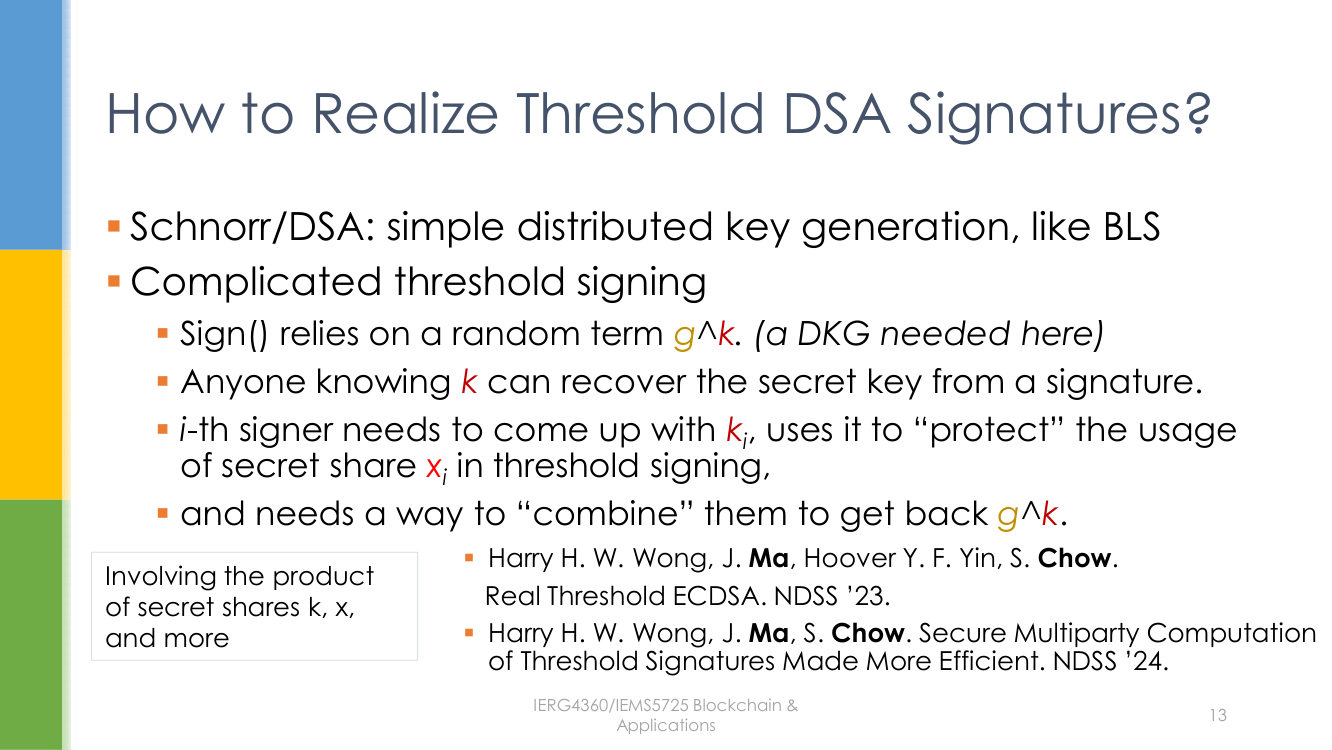 How to Realize Threshold DSA Signatures?
▪ Schnorr/DSA: simple distributed key generation, like BLS
▪ Complicated threshold signing
▪ Sign() relies on a random term g^k. (a DKG needed here)
▪ Anyone knowing k can recover the secret key from a signature.
▪ i-th signer needs to come up with kᵢ, uses it to “protect” the usage
of secret share xᵢ in threshold signing,
▪ and needs a way to “combine” them to get back g^k.
Involving the product
of secret shares k, x,
and more
▪ Harry H. W. Wong, J. Ma, Hoover Y. F. Yin, S. Chow.
Real Threshold ECDSA. NDSS ’23.
▪ Harry H. W. Wong, J. Ma, S. Chow. Secure Multiparty Computation
of Threshold Signatures Made More Efficient. NDSS ’24.
IERG4360/IEMS5725 Blockchain &
Applications
13